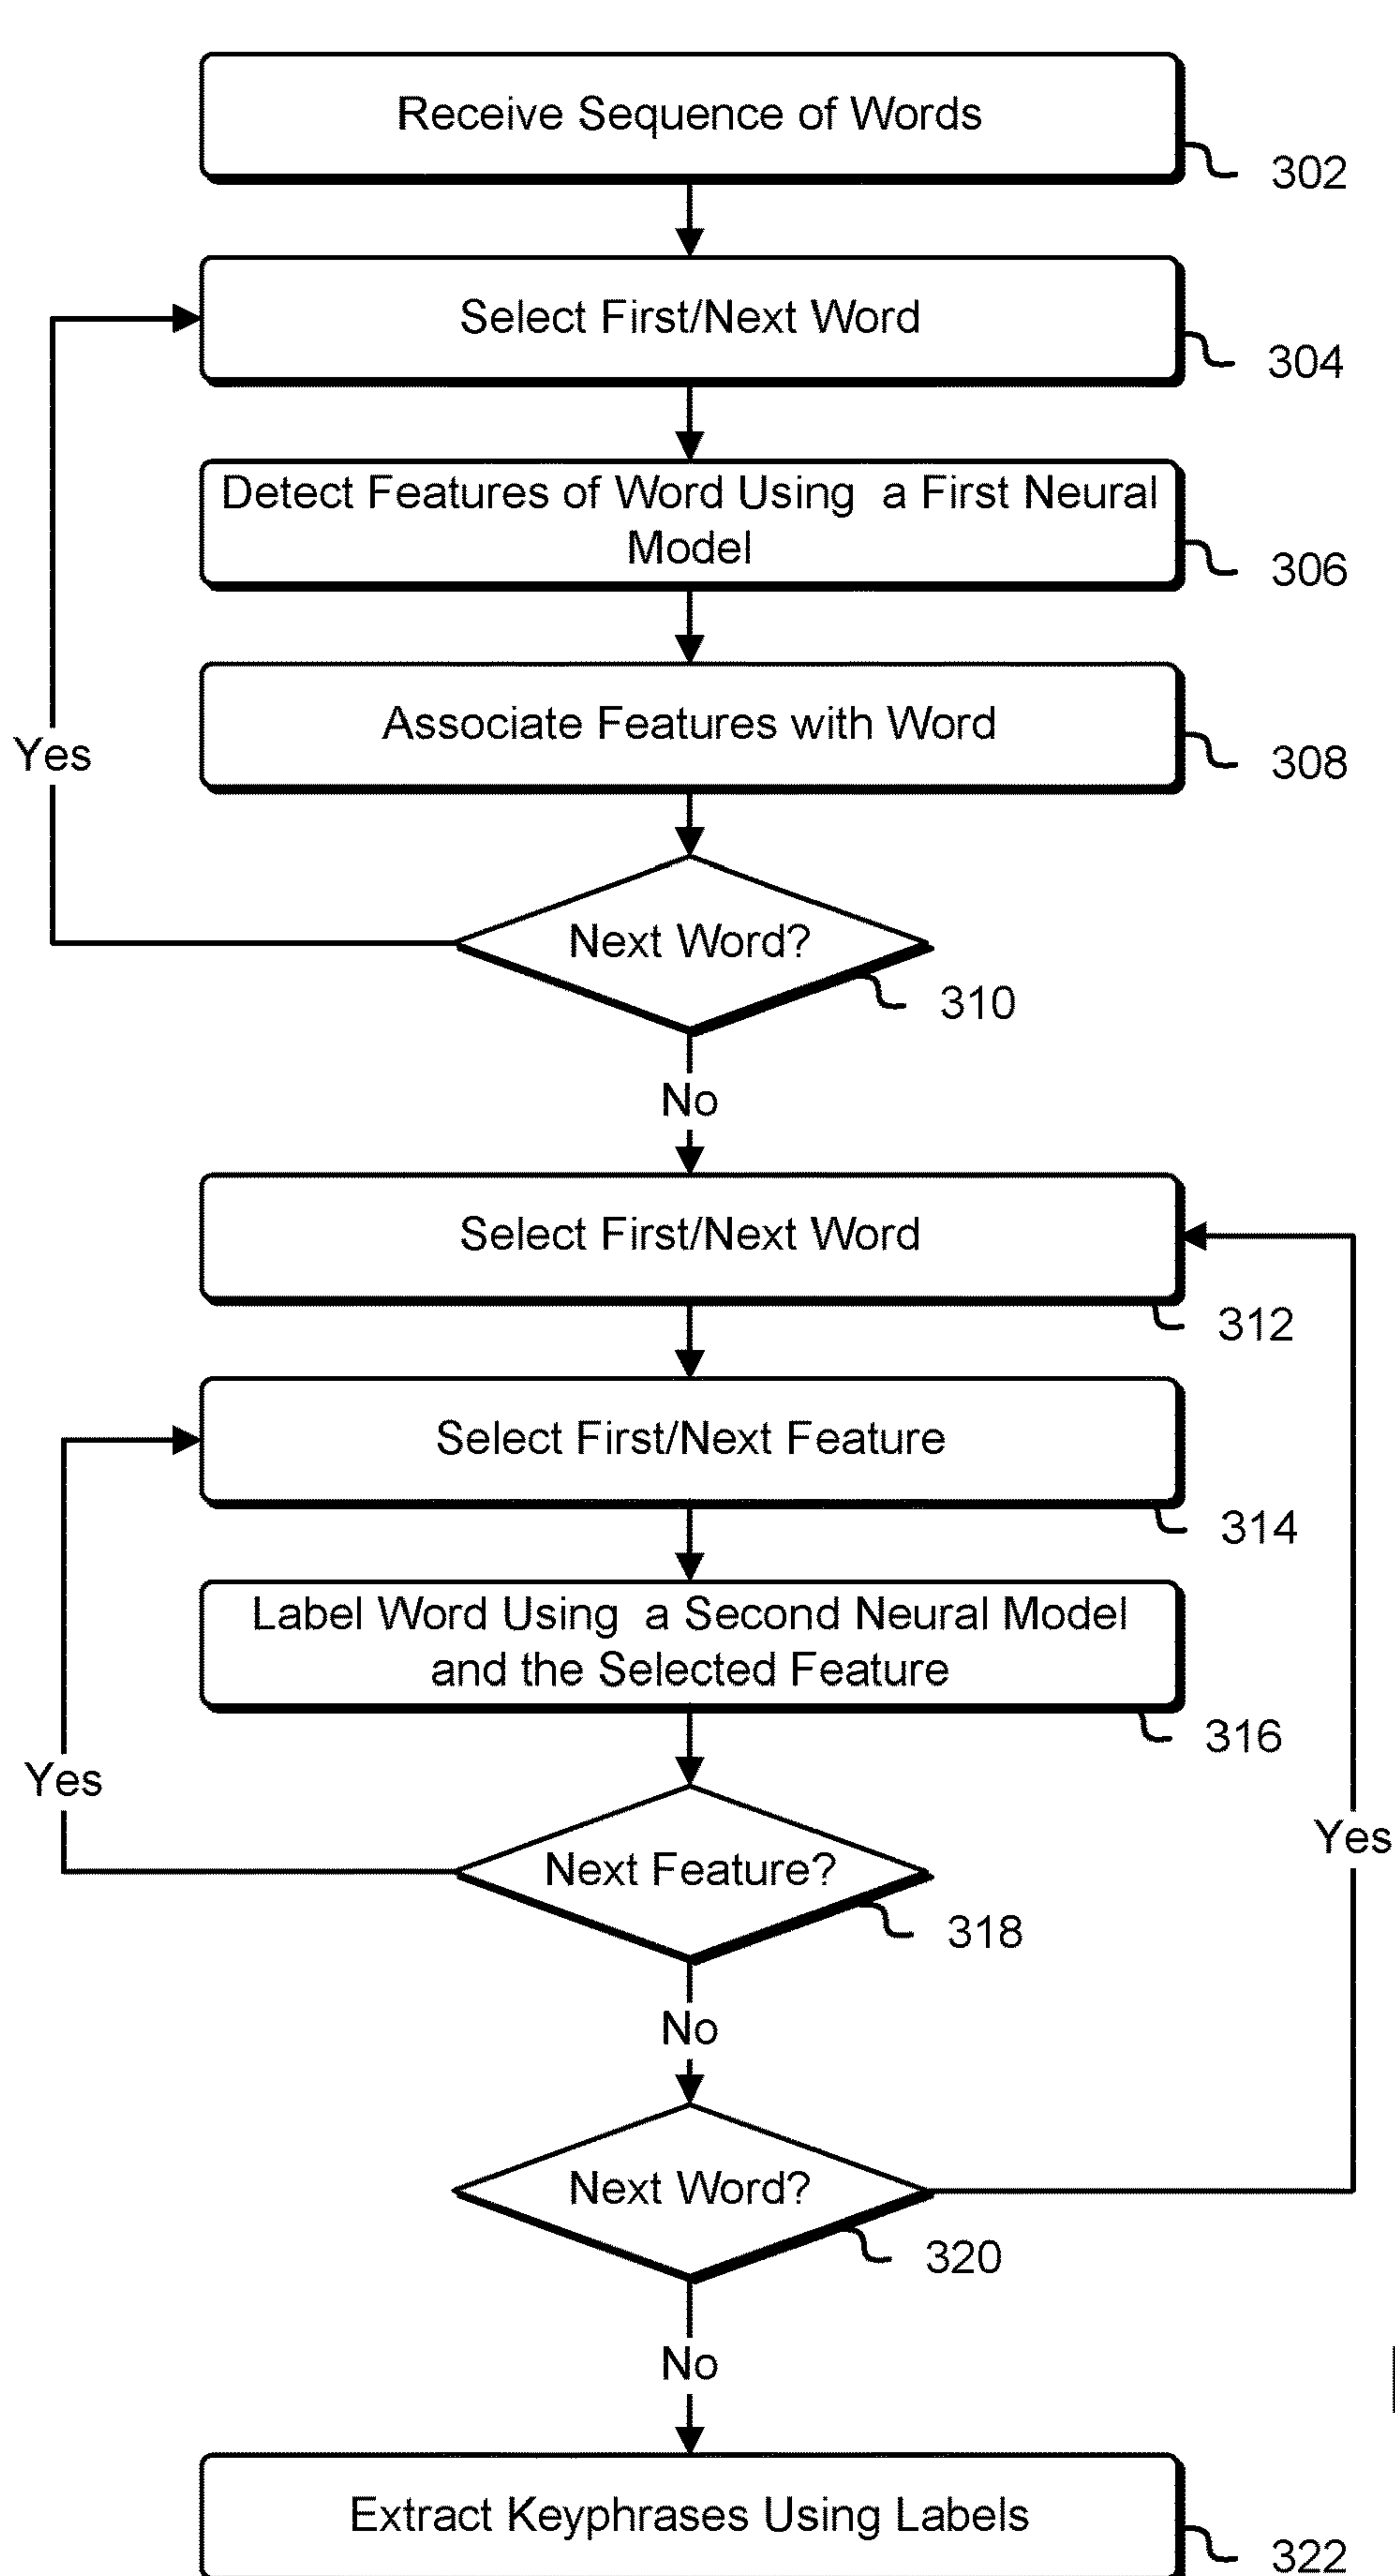 Receive Sequence of Words
302
Select First/Next Word
304
Detect Features of Word Using a First Neural
Model
306
Associate Features with Word
308
Yes
Next Word?
310
No
Select First/Next Word
312
Select First/Next Feature
314
Label Word Using a Second Neural Model
and the Selected Feature
316
Yes
Yes
Next Feature?
318
No
Next Word?
320
No
Extract Keyphrases Using Labels
322